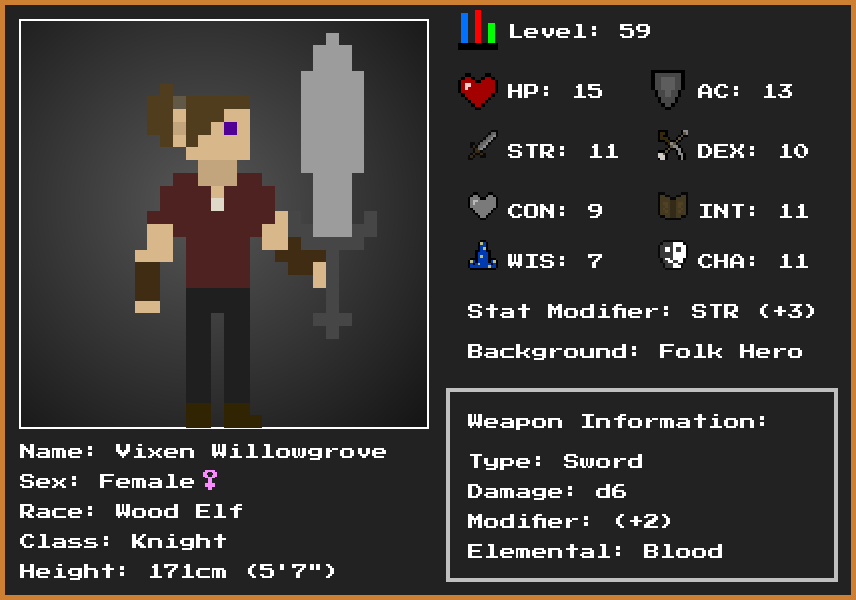 Level: 59
HP: 15 AC: 13
STR: 11 DEX: 10
CON: 9 INT: 11
WIS: 7 CHA: 11
Stat Modifier: STR (+3)
Background: Folk Hero
Weapon Information:
Type: Sword
Damage: d6
Modifier: (+2)
Elemental: Blood
Name: Vixen Willowgrove
Sex: Female♀
Race: Wood Elf
Class: Knight
Height: 171cm (5'7")